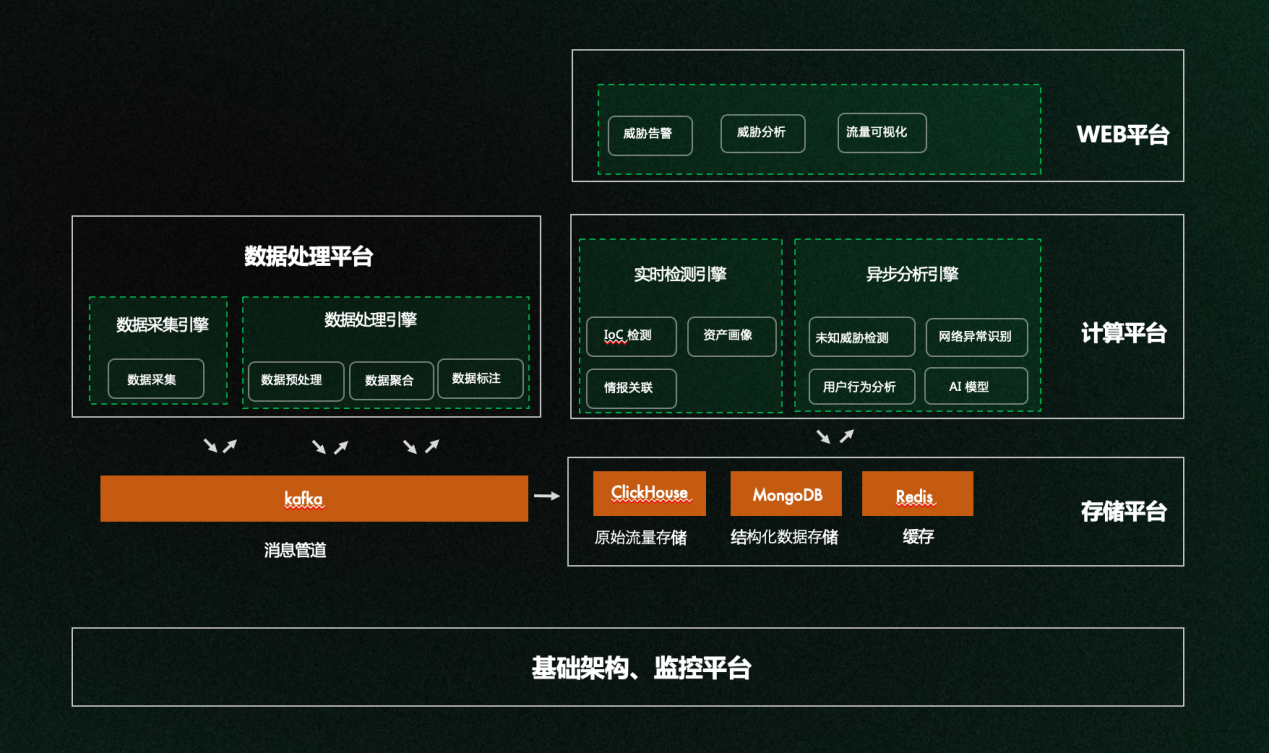 威胁告警
威胁分析
流量可视化
WEB平台
数据处理平台
数据采集引擎
数据采集
数据处理引擎
数据预处理
数据聚合
数据标注
实时检测引擎
IoC 检测
资产画像
情报关联
异步分析引擎
未知威胁检测
网络异常识别
用户行为分析
AI 模型
计算平台
kafka
消息管道
ClickHouse
原始流量存储
MongoDB
结构化数据存储
Redis
缓存
存储平台
基础架构、监控平台